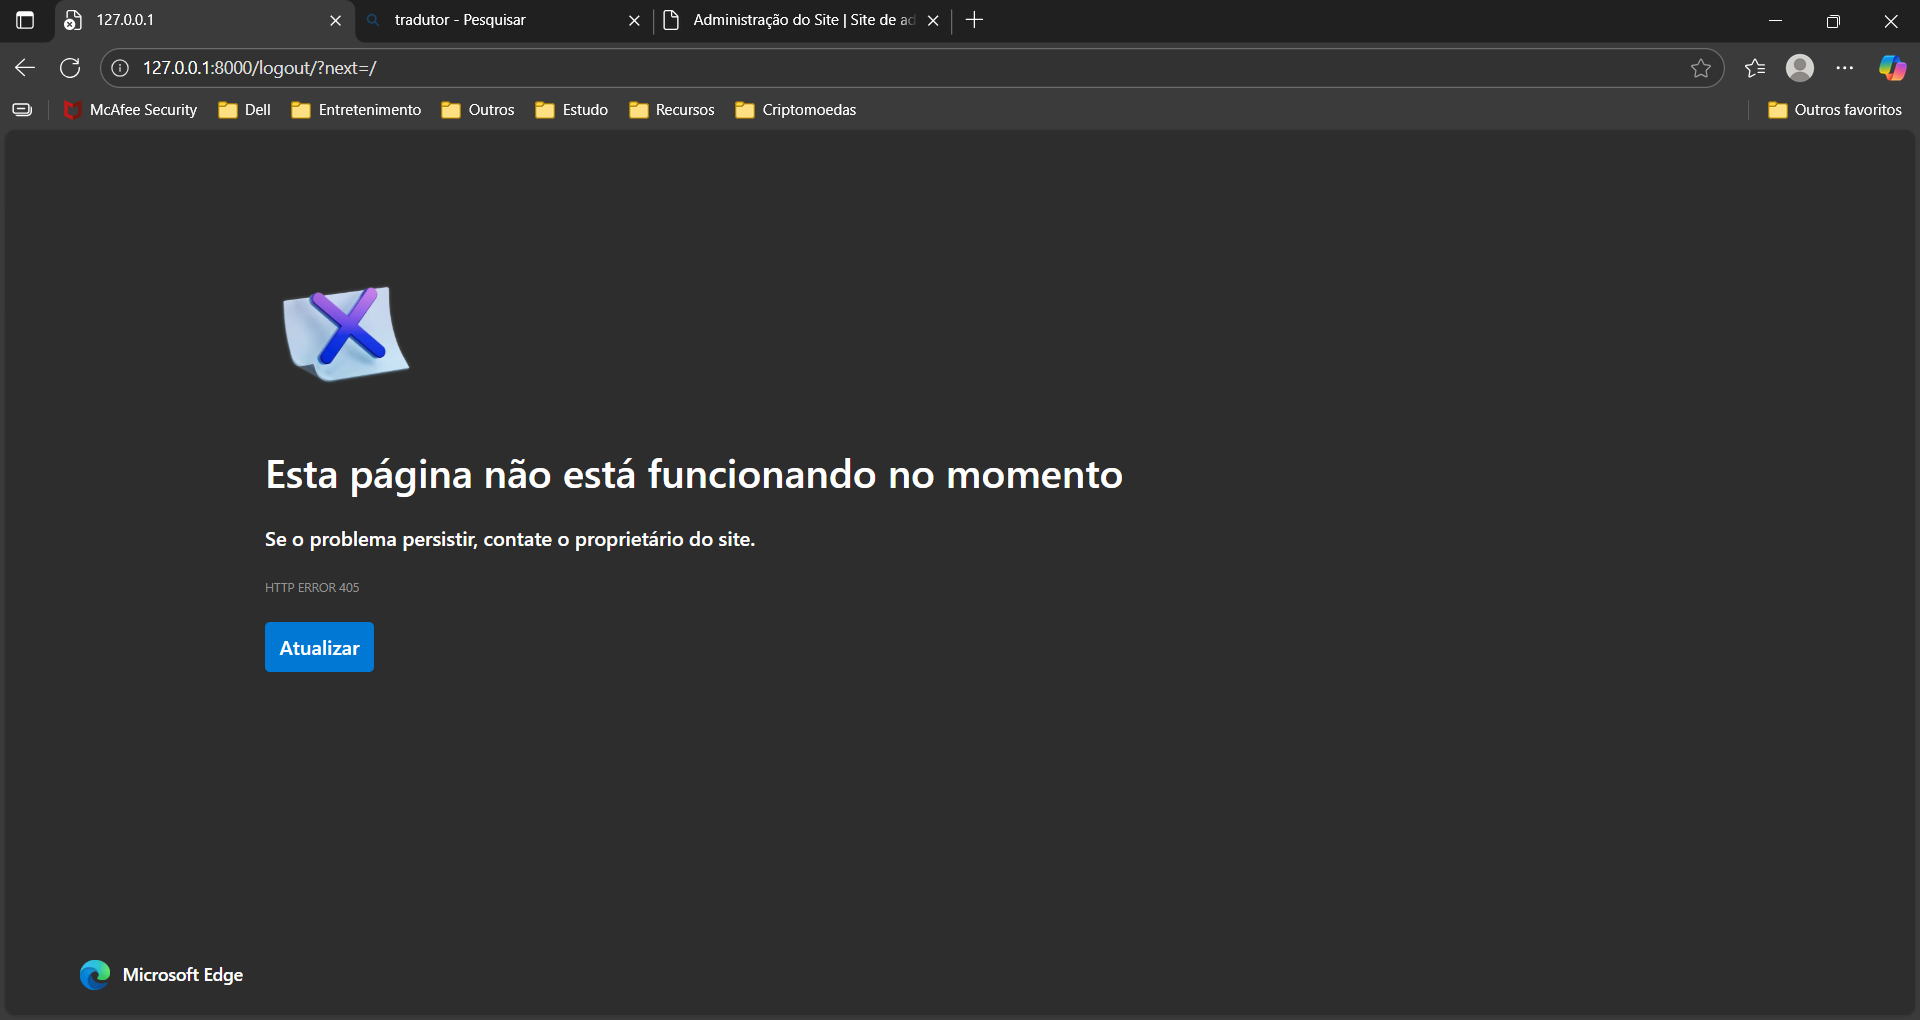 127.0.0.1
tradutor - Pesquisar
Administração do Site | Site de ad
127.0.0.1:8000/logout/?next=/
McAfee Security
Dell
Entretenimento
Outros
Estudo
Recursos
Criptomoedas
Outros favoritos
Esta página não está funcionando no momento
Se o problema persistir, contate o proprietário do site.
HTTP ERROR 405
Atualizar
Microsoft Edge